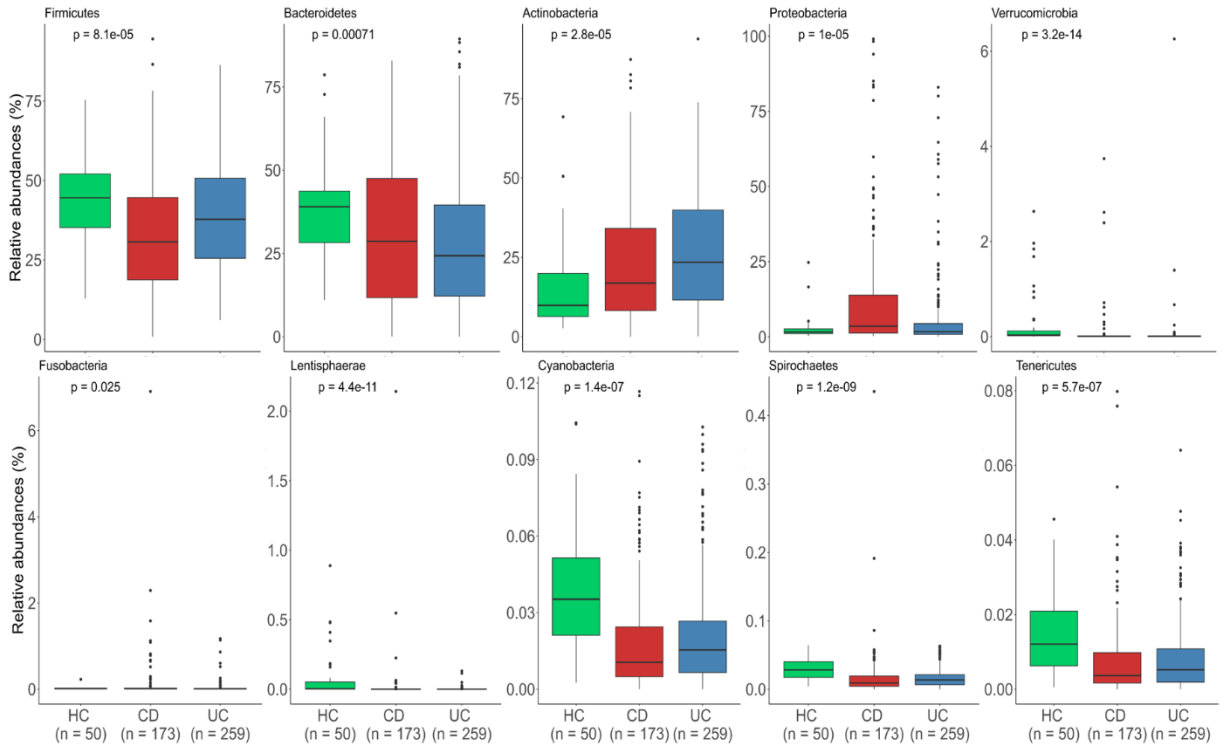 Firmicutes
p = 8.1e-05
Bacteroidetes
p = 0.00071
Actinobacteria
p = 2.8e-05
Proteobacteria
p = 1e-05
Verrucomicrobia
p = 3.2e-14
Relative abundances (%)
75
50
25
0
75
50
25
0
75
50
25
0
100
75
50
25
0
6
4
2
0
Fusobacteria
p = 0.025
Lentisphaerae
p = 4.4e-11
Cyanobacteria
p = 1.4e-07
Spirochaetes
p = 1.2e-09
Tenericutes
p = 5.7e-07
Relative abundances (%)
6
4
2
0
2.0
1.5
1.0
0.5
0.0
0.12
0.09
0.06
0.03
0.00
0.4
0.3
0.2
0.1
0.0
0.08
0.06
0.04
0.02
0.00
HC CD UC
(n = 50) (n = 173) (n = 259)
HC CD UC
(n = 50) (n = 173) (n = 259)
HC CD UC
(n = 50) (n = 173) (n = 259)
HC CD UC
(n = 50) (n = 173) (n = 259)
HC CD UC
(n = 50) (n = 173) (n = 259)